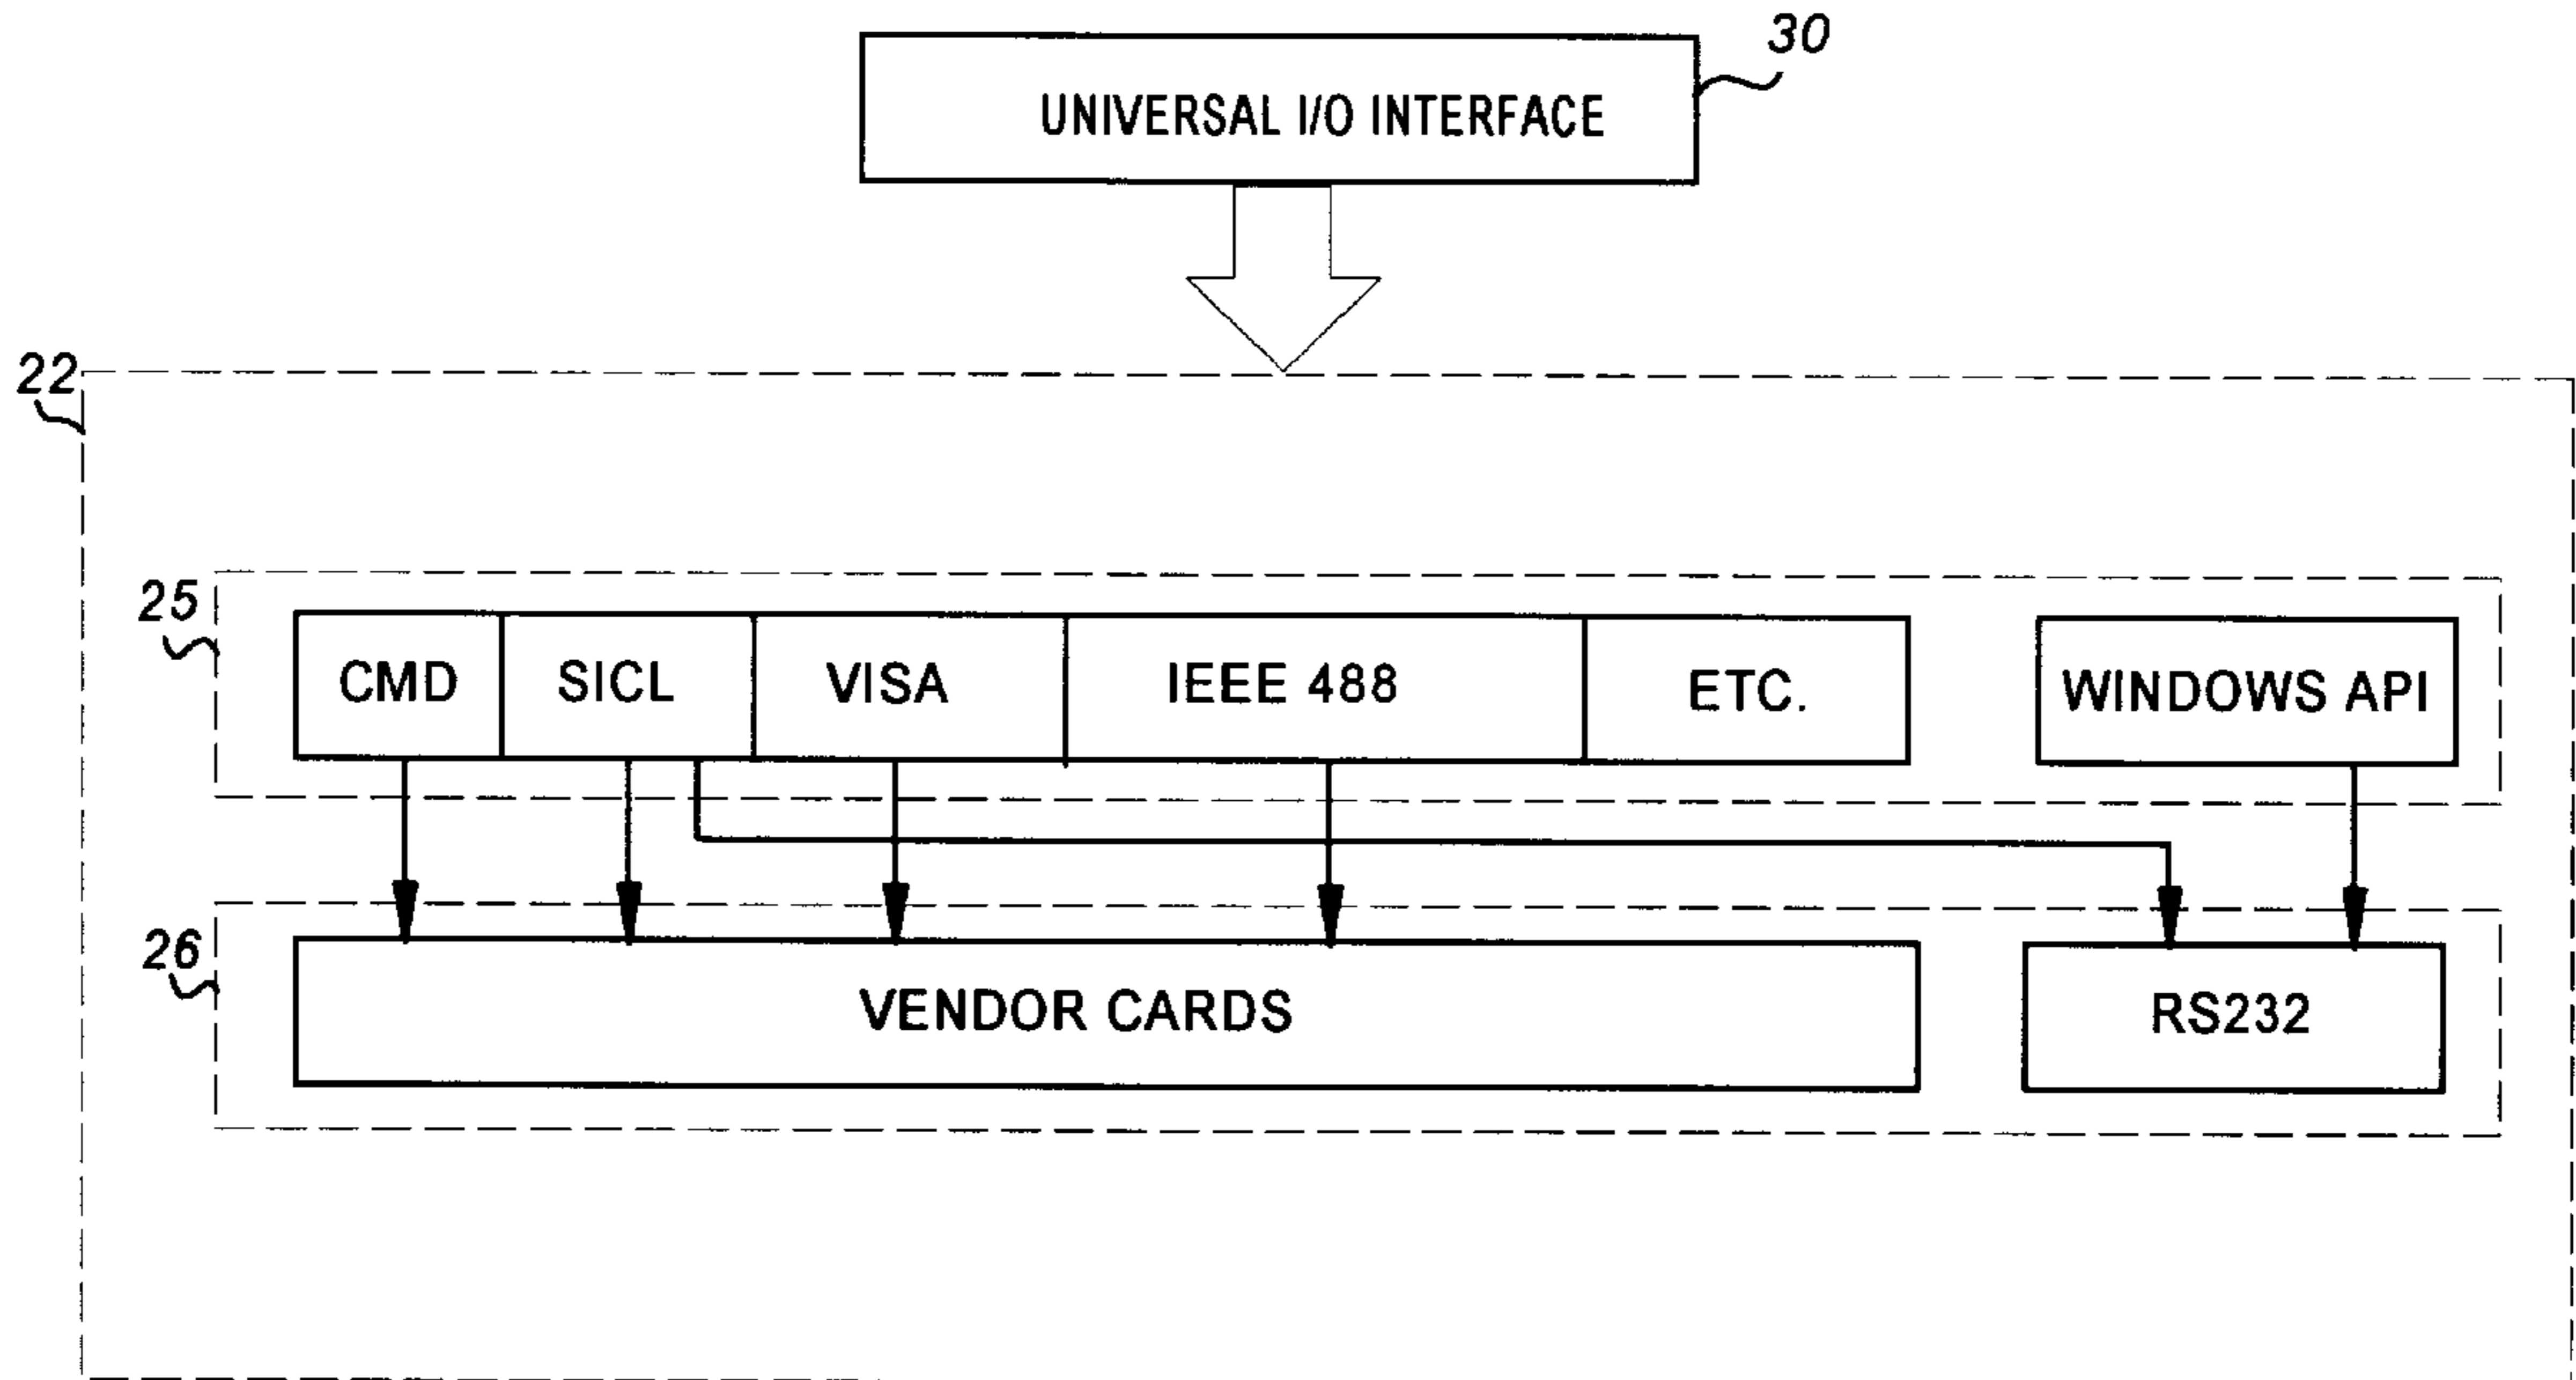 30
UNIVERSAL I/O INTERFACE
22
25
CMD SICL VISA IEEE 488 ETC. WINDOWS API
26
VENDOR CARDS RS232